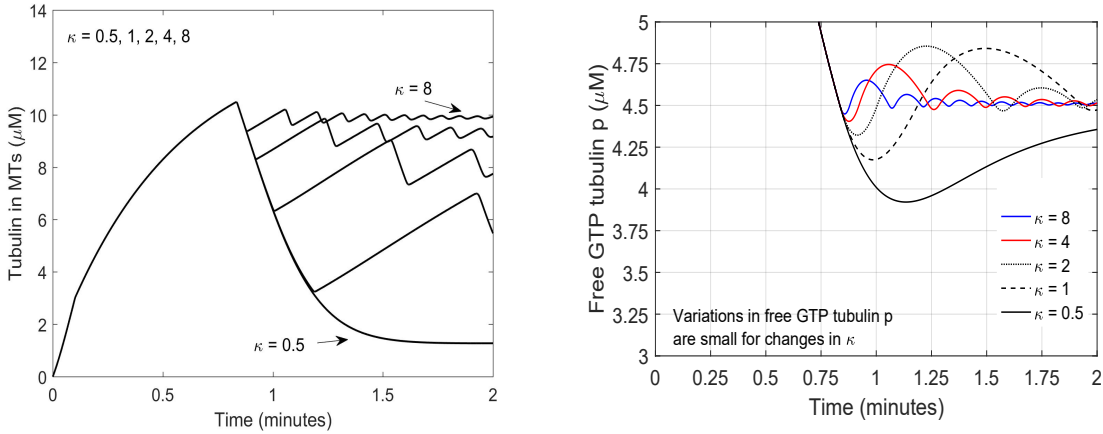 14
12
10
8
6
4
2
0
Tubulin in MTs (μM)
κ = 0.5, 1, 2, 4, 8
κ = 8
κ = 0.5
0 0.5 1 1.5 2
Time (minutes)
5
4.75
4.5
4.25
4
3.75
3.5
3.25
3
Free GTP tubulin p (μM)
κ = 8
κ = 4
κ = 2
κ = 1
κ = 0.5
Variations in free GTP tubulin p
are small for changes in κ
0 0.25 0.5 0.75 1 1.25 1.5 1.75 2
Time (minutes)